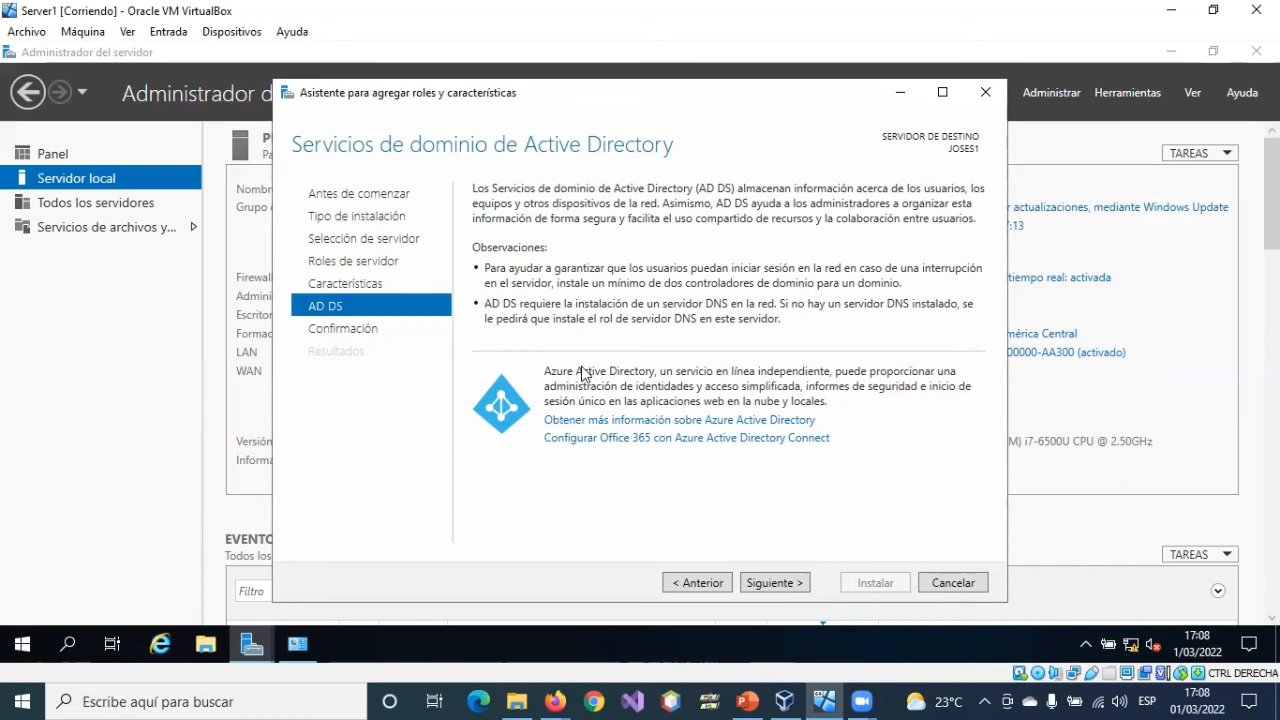 Server1 [Corriendo] - Oracle VM VirtualBox
Archivo Máquina Ver Entrada Dispositivos Ayuda
Administrador del servidor
Administrador d
Administrar Herramientas Ver Ayuda
Asistente para agregar roles y características
Servicios de dominio de Active Directory
SERVIDOR DE DESTINO
JOSES1
Panel
Servidor local
Todos los servidores
Servicios de archivos y...
TAREAS
Nombr
Grupo
Firewal
Admini
Escritor
Formac
LAN
WAN
Versión
Informa
Antes de comenzar
Tipo de instalación
Selección de servidor
Roles de servidor
Características
AD DS
Confirmación
Resultados
Los Servicios de dominio de Active Directory (AD DS) almacenan información acerca de los usuarios, los
equipos y otros dispositivos de la red. Asimismo, AD DS ayuda a los administradores a organizar esta
información de forma segura y facilita el uso compartido de recursos y la colaboración entre usuarios.
Observaciones:
• Para ayudar a garantizar que los usuarios puedan iniciar sesión en la red en caso de una interrupción
en el servidor, instale un mínimo de dos controladores de dominio para un dominio.
• AD DS requiere la instalación de un servidor DNS en la red. Si no hay un servidor DNS instalado, se
le pedirá que instale el rol de servidor DNS en este servidor.
Azure Active Directory, un servicio en línea independiente, puede proporcionar una
administración de identidades y acceso simplificada, informes de seguridad e inicio de
sesión único en las aplicaciones web en la nube y locales.
Obtener más información sobre Azure Active Directory
Configurar Office 365 con Azure Active Directory Connect
r actualizaciones, mediante Windows Update
:13
tiempo real: activada
mérica Central
00000-AA300 (activado)
M) i7-6500U CPU @ 2.50GHz
EVENTO
Todos los
TAREAS
Filtro
< Anterior Siguiente > Instalar Cancelar
17:08
1/03/2022
CTRL DERECHA
Escribe aquí para buscar
23°C
ESP
17:08
01/03/2022